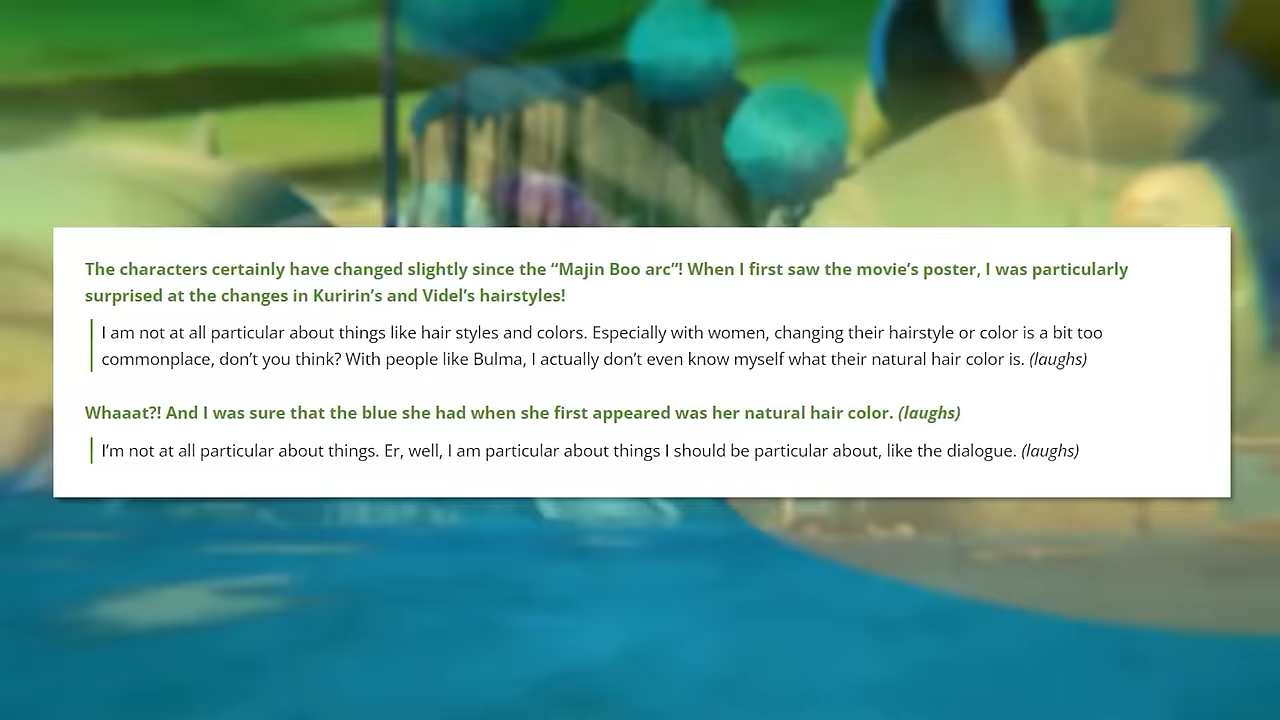 The characters certainly have changed slightly since the “Majin Boo arc”! When I first saw the movie’s poster, I was particularly
surprised at the changes in Kuririn’s and Videl’s hairstyles!
I am not at all particular about things like hair styles and colors. Especially with women, changing their hairstyle or color is a bit too
commonplace, don’t you think? With people like Bulma, I actually don’t even know myself what their natural hair color is. (laughs)
Whaaat?! And I was sure that the blue she had when she first appeared was her natural hair color. (laughs)
I’m not at all particular about things. Er, well, I am particular about things I should be particular about, like the dialogue. (laughs)